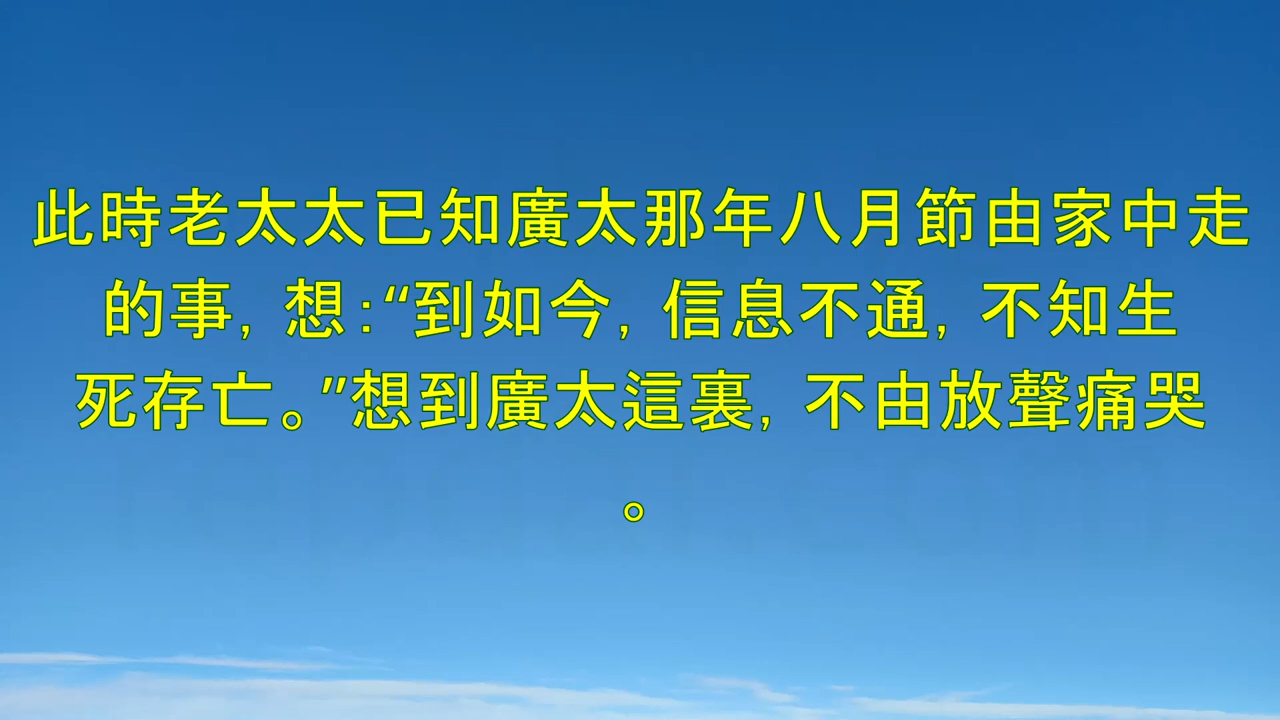 此時老太太已知廣太那年八月節由家中走
的事, 想:“到如今, 信息不通, 不知生
死存亡。”想到廣太這裏, 不由放聲痛哭
。